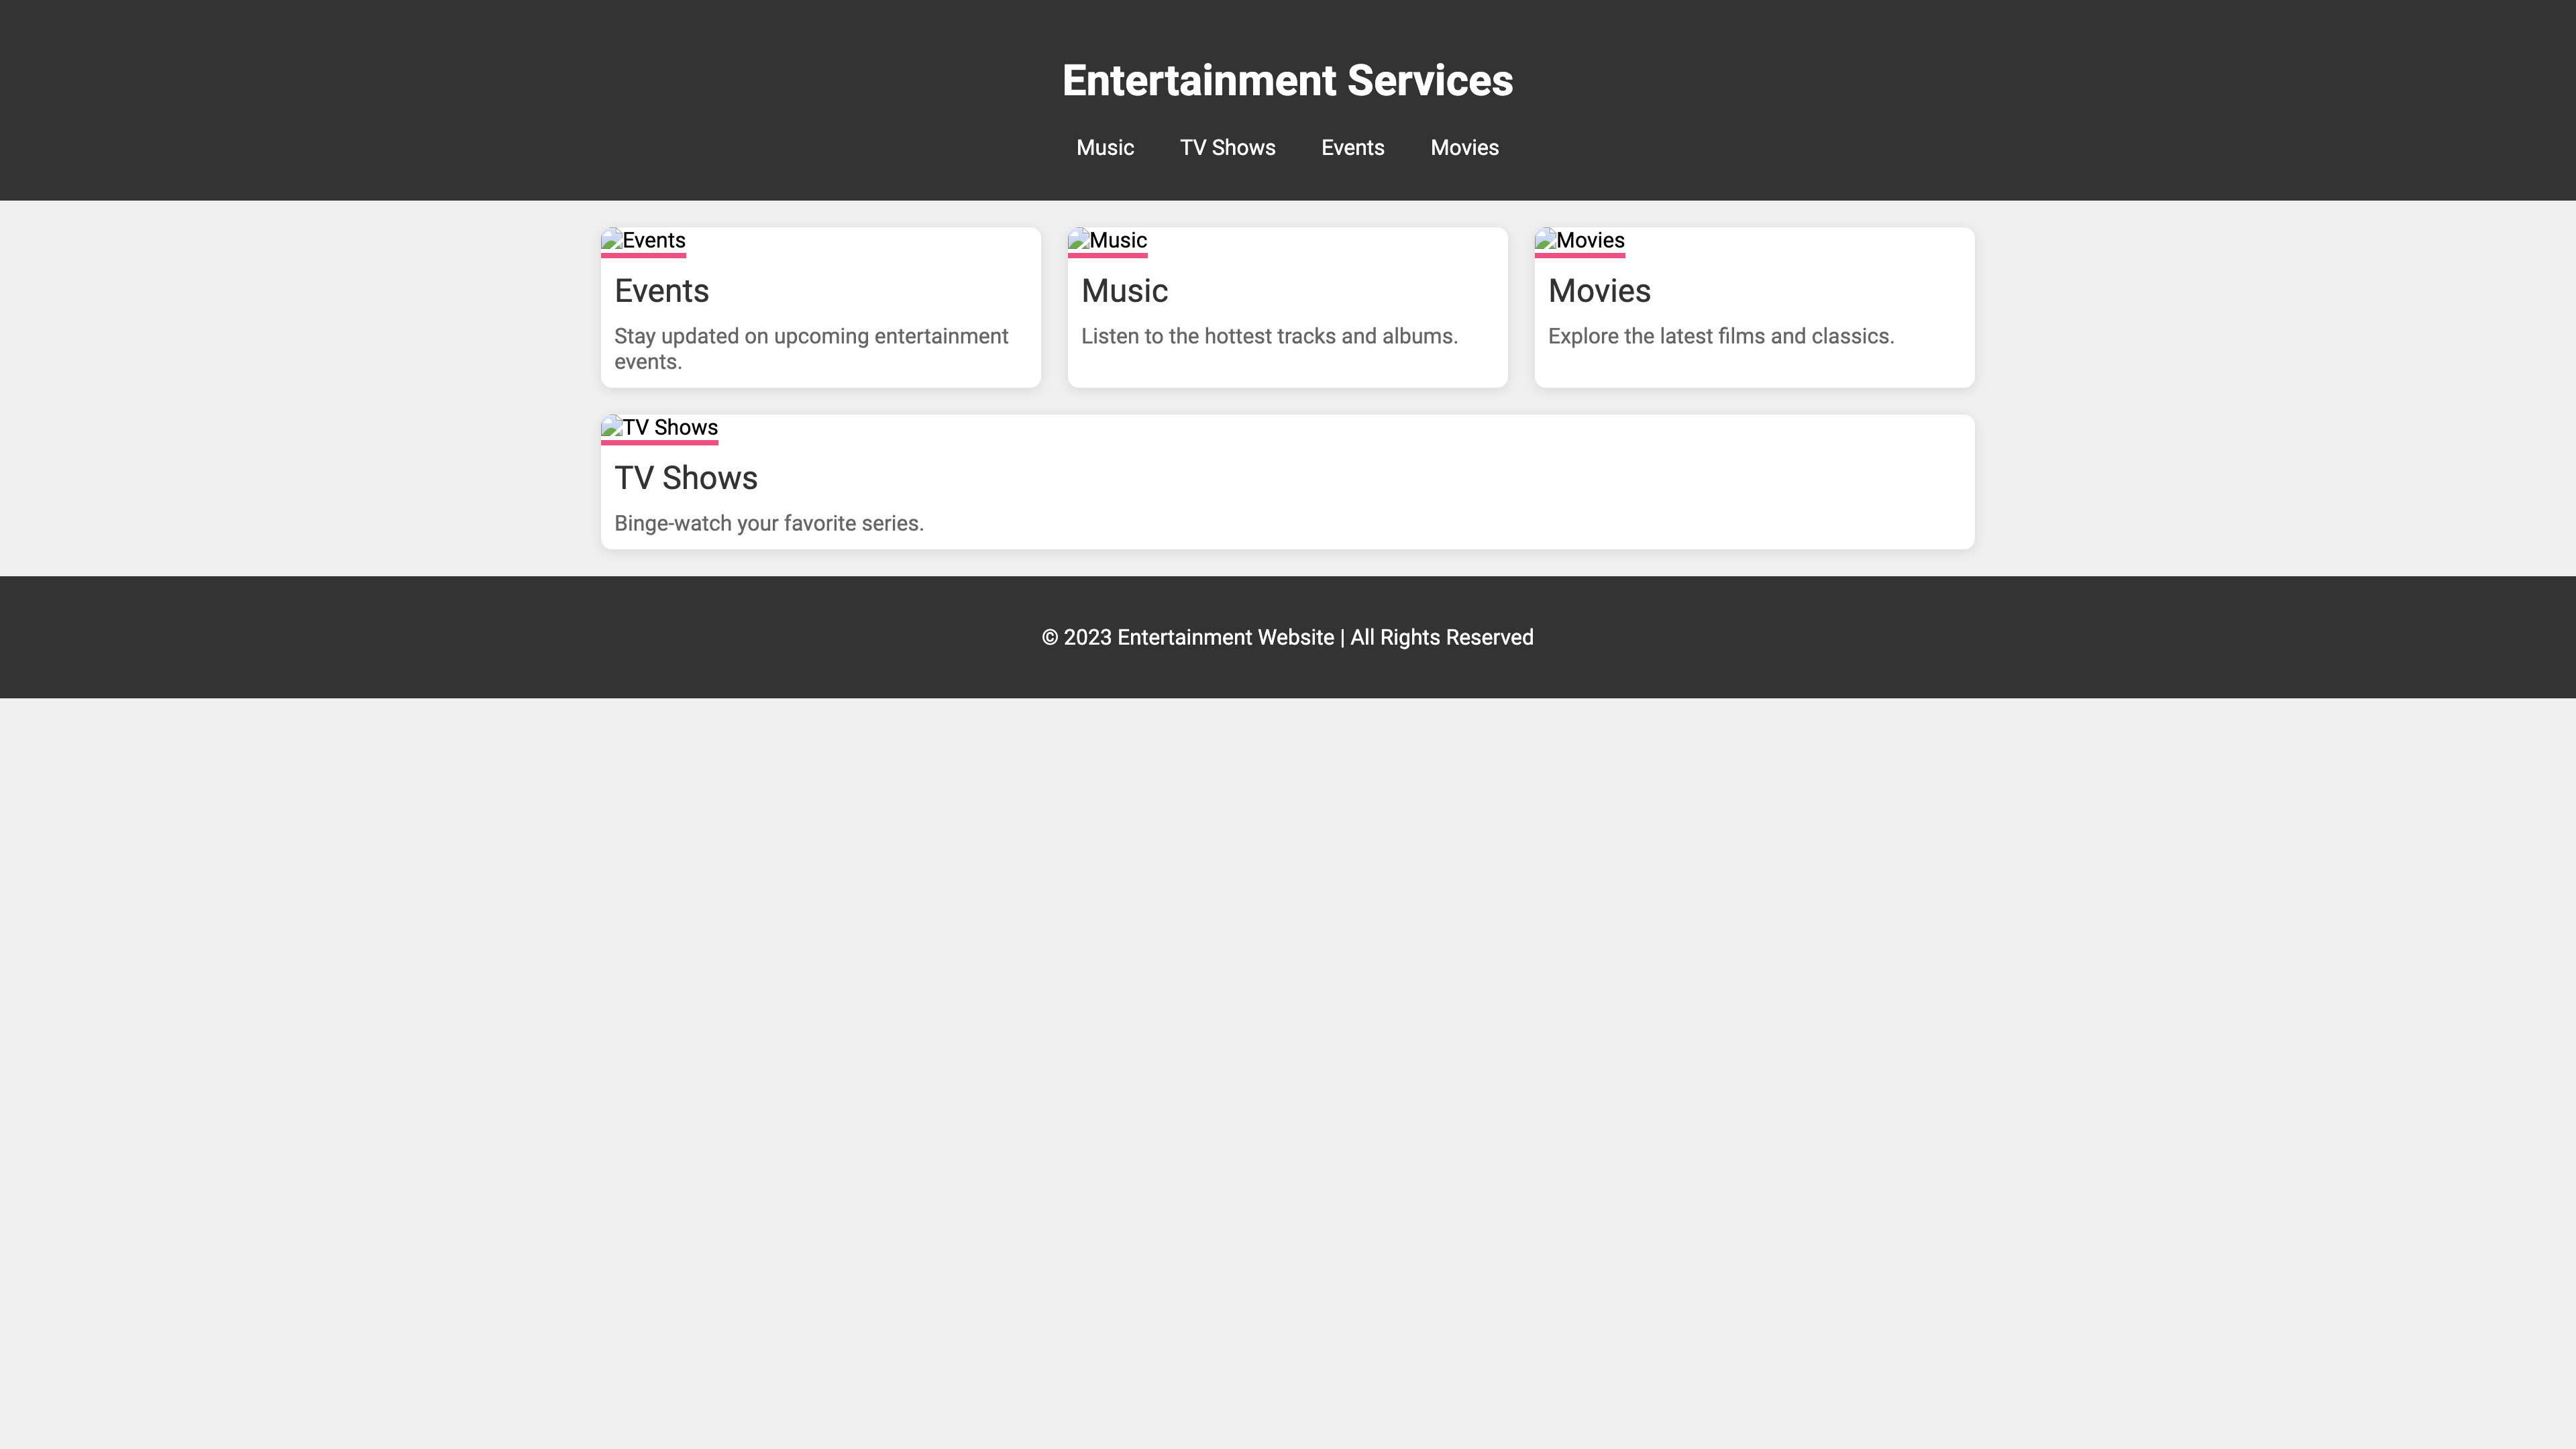 Entertainment Services
Music TV Shows Events Movies
Events
Events
Stay updated on upcoming entertainment
events.
Music
Music
Listen to the hottest tracks and albums.
Movies
Movies
Explore the latest films and classics.
TV Shows
TV Shows
Binge-watch your favorite series.
© 2023 Entertainment Website | All Rights Reserved